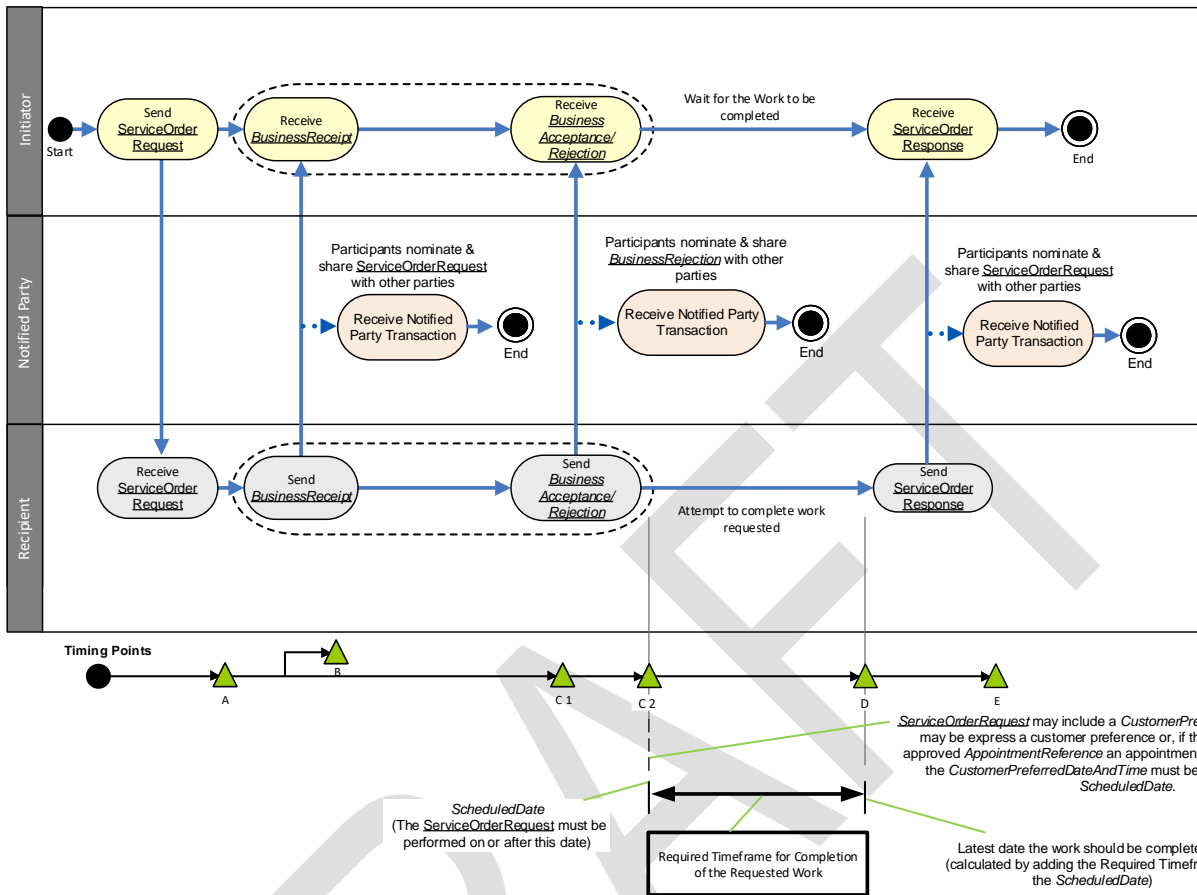 Initiator
Start
Send
ServiceOrder
Request
Receive
BusinessReceipt
Receive
Business
Acceptance/
Rejection
Wait for the Work to be
completed
Receive
ServiceOrder
Response
End
Notified Party
Participants nominate &
share ServiceOrderRequest
with other parties
Receive Notified
Party Transaction
End
Participants nominate & share
BusinessRejection with other
parties
Receive Notified Party
Transaction
End
Participants nominate &
share ServiceOrderRequest
with other parties
Receive Notified
Party Transaction
End
Recipient
Receive
ServiceOrder
Request
Send
BusinessReceipt
Send
Business
Acceptance/
Rejection
Attempt to complete work
requested
Send
ServiceOrder
Response
Timing Points
A
B
C 1
C 2
D
E
ServiceOrderRequest may include a CustomerPre
may be express a customer preference or, if th
approved AppointmentReference an appointment
the CustomerPreferredDateAndTime must be
ScheduledDate.
ScheduledDate
(The ServiceOrderRequest must be
performed on or after this date)
Required Timeframe for Completion
of the Requested Work
Latest date the work should be complete
(calculated by adding the Required Timefr
the ScheduledDate)
DRAFT